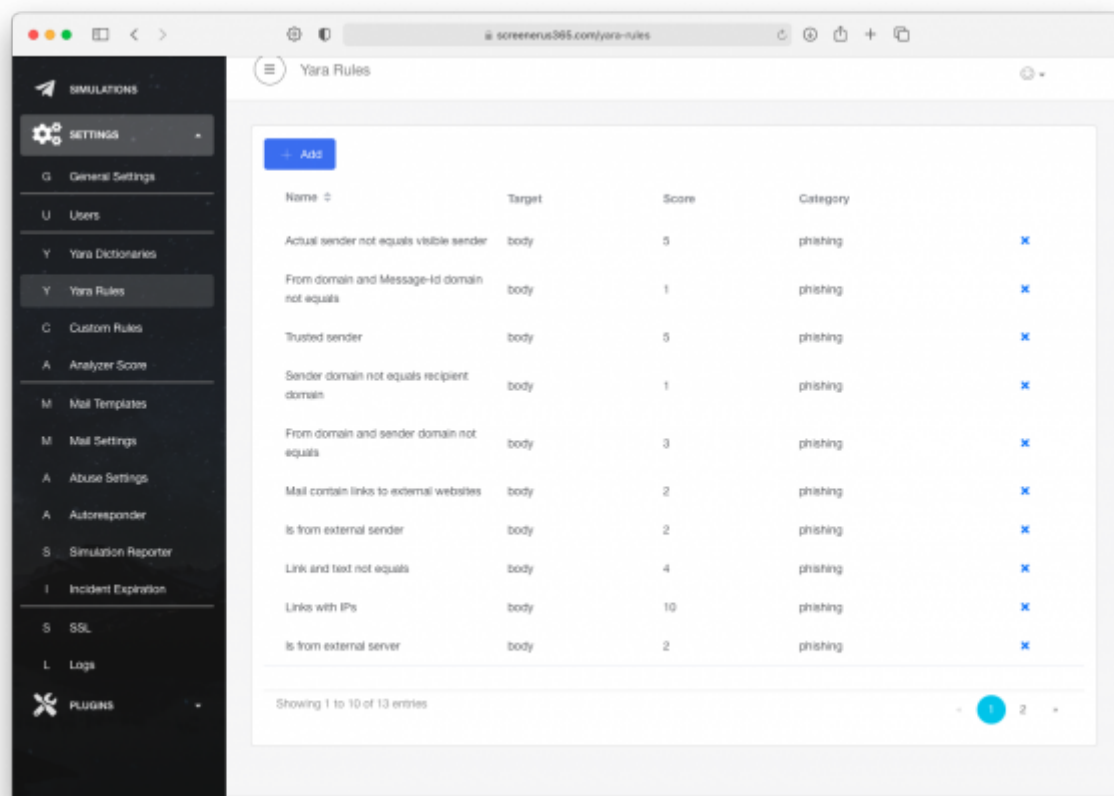 screenerus365.com/yara-rules
SIMULATIONS
SETTINGS
G General Settings
U Users
Y Yara Dictionaries
Y Yara Rules
C Custom Rules
A Analyzer Score
M Mail Templates
M Mail Settings
A Abuse Settings
A Autoresponder
S Simulation Reporter
I Incident Expiration
S SSL
L Logs
PLUGINS
Yara Rules
+ Add
Name Target Score Category
Actual sender not equals visible sender body 5 phishing
From domain and Message-Id domain
not equals body 1 phishing
Trusted sender body 5 phishing
Sender domain not equals recipient
domain body 1 phishing
From domain and sender domain not
equals body 3 phishing
Mail contain links to external websites body 2 phishing
Is from external sender body 2 phishing
Link and text not equals body 4 phishing
Links with IPs body 10 phishing
Is from external server body 2 phishing
Showing 1 to 10 of 13 entries
1 2